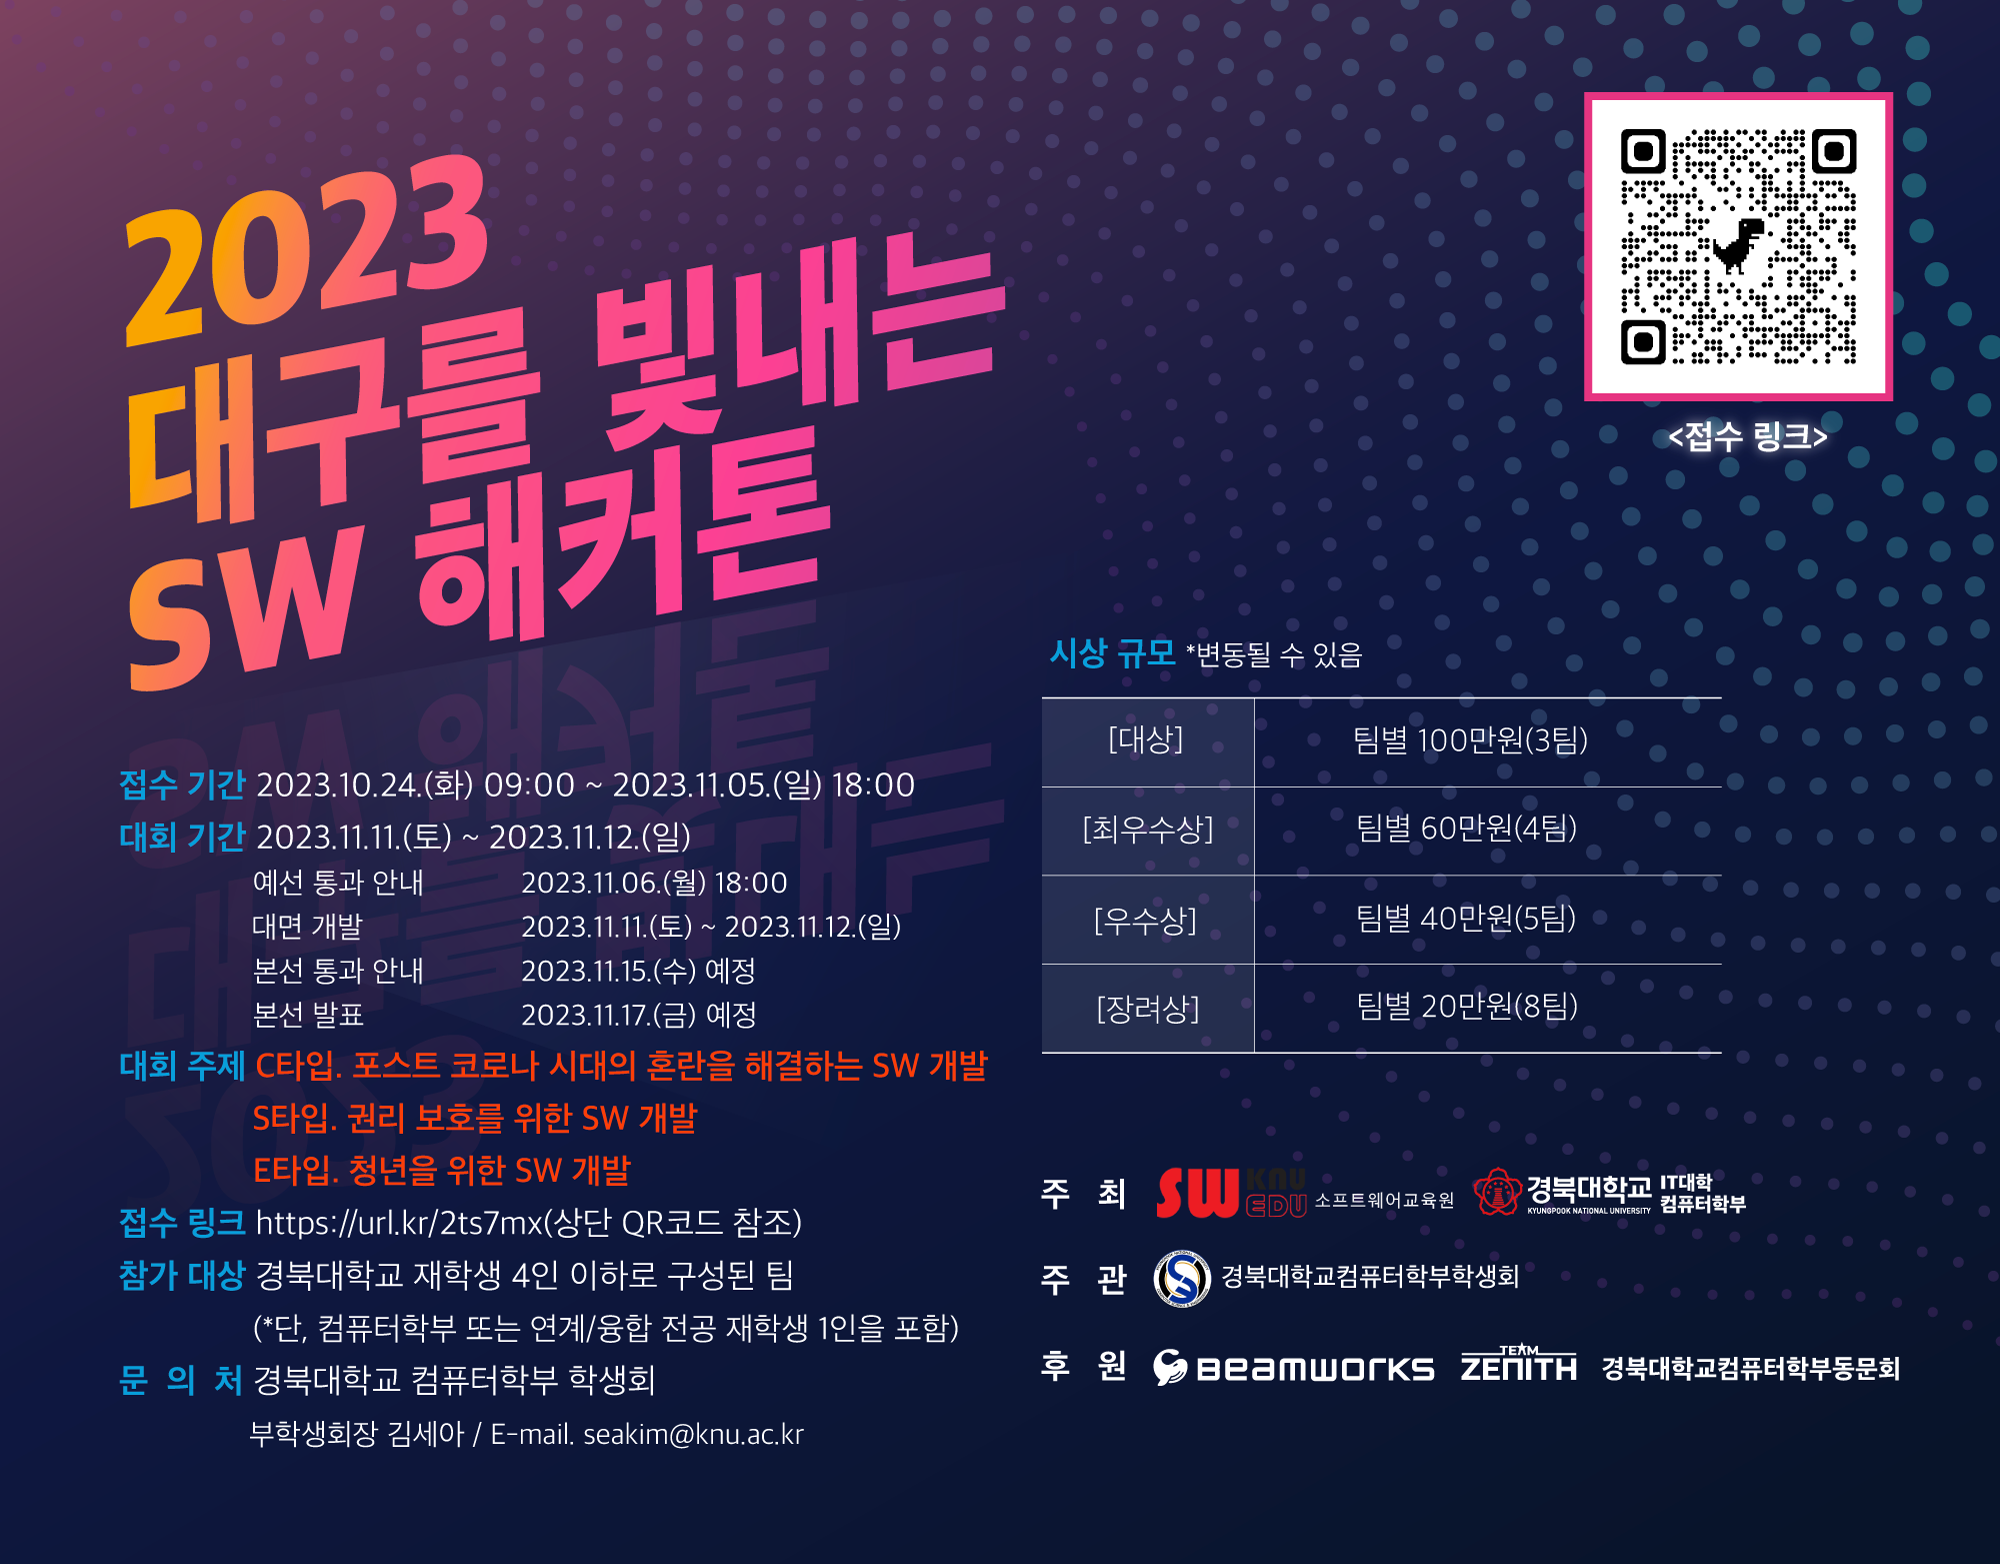 2023
대구를 빛내는
SW 해커톤
<접수 링크>
접수 기간 2023.10.24.(화) 09:00 ~ 2023.11.05.(일) 18:00
대회 기간 2023.11.11.(토) ~ 2023.11.12.(일)
예선 통과 안내 2023.11.06.(월) 18:00
대면 개발 2023.11.11.(토) ~ 2023.11.12.(일)
본선 통과 안내 2023.11.15.(수) 예정
본선 발표 2023.11.17.(금) 예정
대회 주제 C타입. 포스트 코로나 시대의 혼란을 해결하는 SW 개발
S타입. 권리 보호를 위한 SW 개발
E타입. 청년을 위한 SW 개발
접수 링크 https://url.kr/2ts7mx(상단 QR코드 참조)
참가 대상 경북대학교 재학생 4인 이하로 구성된 팀
(*단, 컴퓨터학부 또는 연계/융합 전공 재학생 1인을 포함)
문 의 처 경북대학교 컴퓨터학부 학생회
부학생회장 김세아 / E-mail. seakim@knu.ac.kr
시상 규모 *변동될 수 있음
[대상] 팀별 100만원(3팀)
[최우수상] 팀별 60만원(4팀)
[우수상] 팀별 40만원(5팀)
[장려상] 팀별 20만원(8팀)
주 최 SW KNU EDU 소프트웨어교육원 경북대학교 KYUNGPOOK NATIONAL UNIVERSITY IT대학 컴퓨터학부
주 관 경북대학교컴퓨터학부학생회
후 원 BEAMWORKS TEAM ZENITH 경북대학교컴퓨터학부동문회